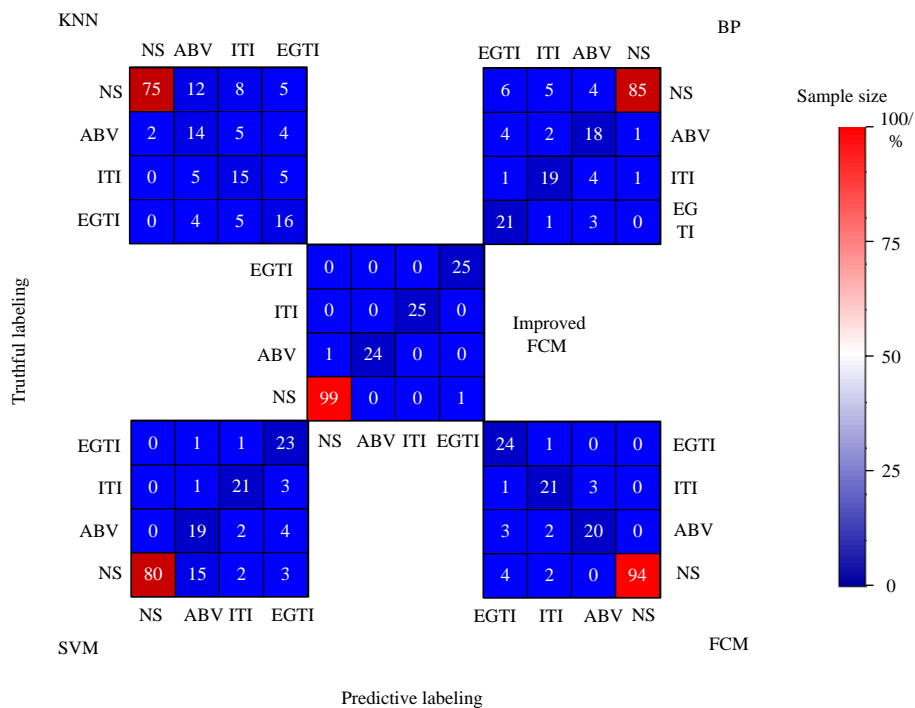 KNN
BP
NS ABV ITI EGTI
EGTI ITI ABV NS
NS 75 12 8 5
6 5 4 85 NS
ABV 2 14 5 4
4 2 18 1 ABV
ITI 0 5 15 5
1 19 4 1 ITI
EGTI 0 4 5 16
21 1 3 0 EG
TI
Sample size
100/
%
75
50
25
0
Truthful labeling
EGTI 0 0 0 25
ITI 0 0 25 0
ABV 1 24 0 0
NS 99 0 0 1
NS ABV ITI EGTI
Improved
FCM
EGTI 0 1 1 23
24 1 0 0 EGTI
ITI 0 1 21 3
1 21 3 0 ITI
ABV 0 19 2 4
3 2 20 0 ABV
NS 80 15 2 3
4 2 0 94 NS
NS ABV ITI EGTI
EGTI ITI ABV NS
SVM
FCM
Predictive labeling